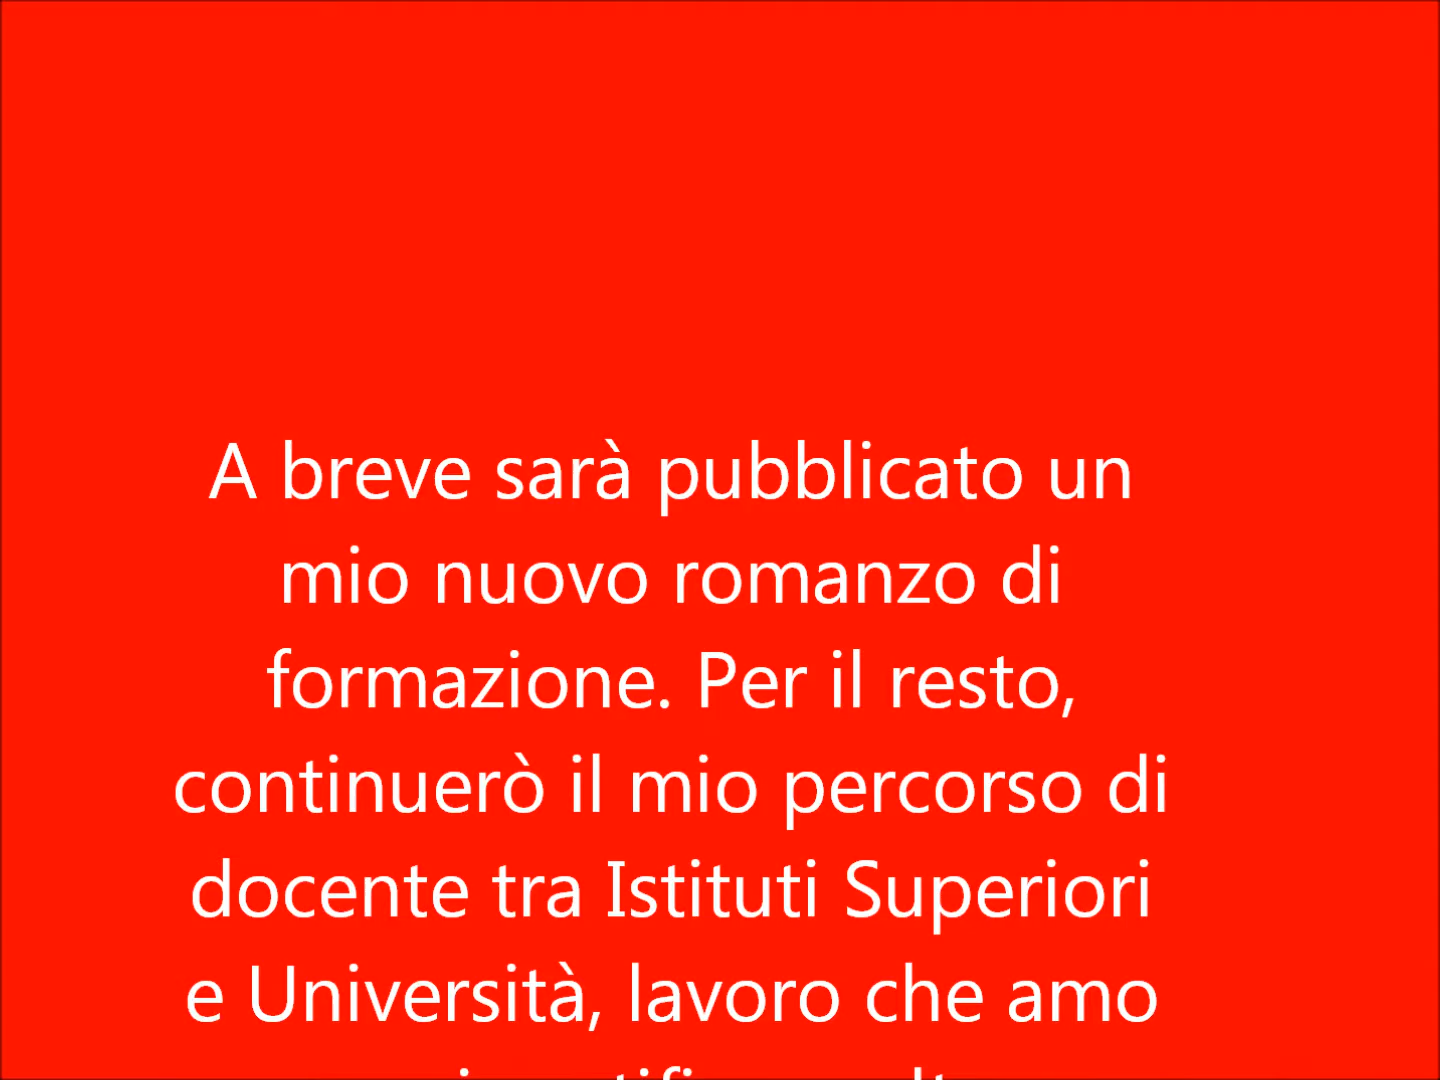 A breve sarà pubblicato un
mio nuovo romanzo di
formazione. Per il resto,
continuerò il mio percorso di
docente tra Istituti Superiori
e Università, lavoro che amo